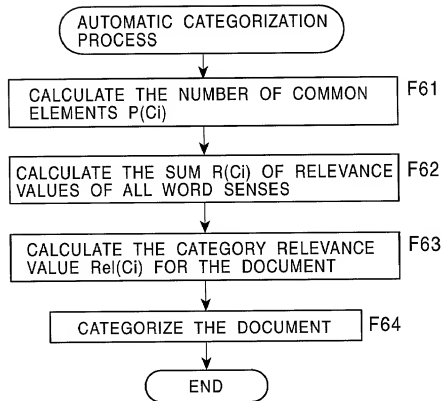 AUTOMATIC CATEGORIZATION
PROCESS
CALCULATE THE NUMBER OF COMMON
ELEMENTS P(Ci)
F61
CALCULATE THE SUM R(Ci) OF RELEVANCE
VALUES OF ALL WORD SENSES
F62
CALCULATE THE CATEGORY RELEVANCE
VALUE Rel(Ci) FOR THE DOCUMENT
F63
CATEGORIZE THE DOCUMENT
F64
END